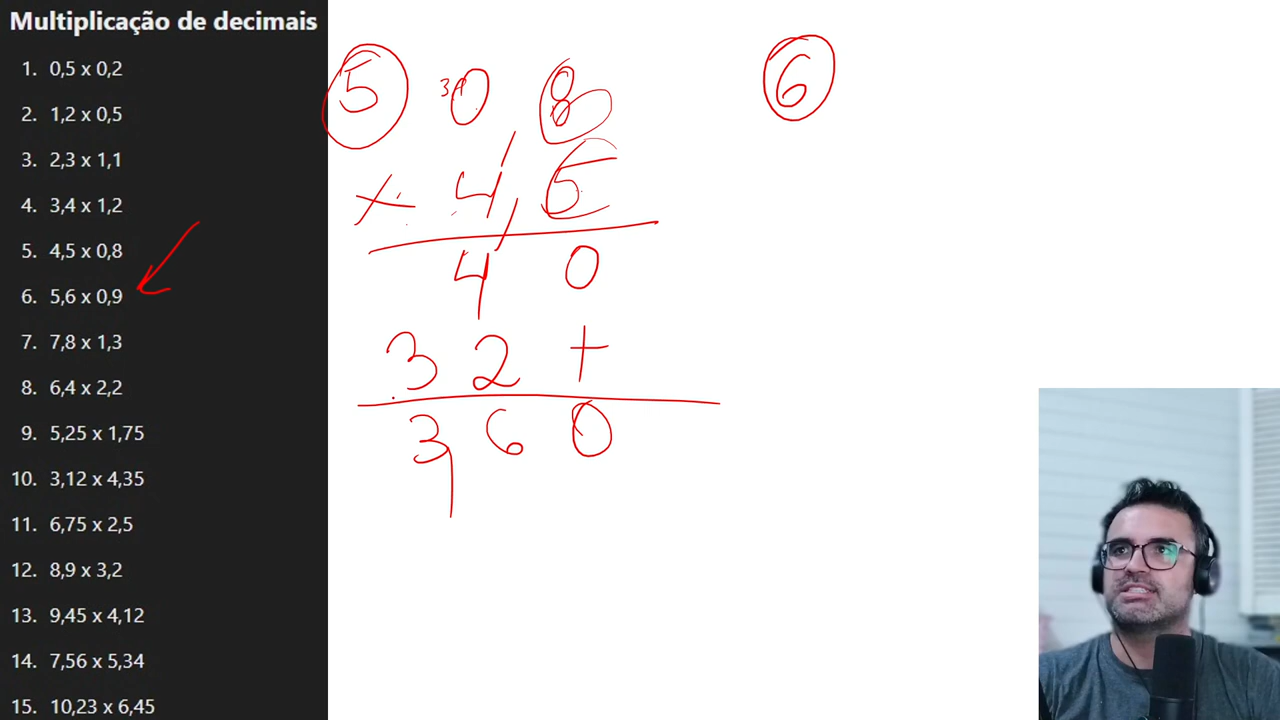 Multiplicação de decimais
1. 0,5 x 0,2
2. 1,2 x 0,5
3. 2,3 x 1,1
4. 3,4 x 1,2
5. 4,5 x 0,8
6. 5,6 x 0,9
7. 7,8 x 1,3
8. 6,4 x 2,2
9. 5,25 x 1,75
10. 3,12 x 4,35
11. 6,75 x 2,5
12. 8,9 x 3,2
13. 9,45 x 4,12
14. 7,56 x 5,34
15. 10,23 x 6,45
5
0,8
x 4,5
4 0
3 2 +
3,6 0
6